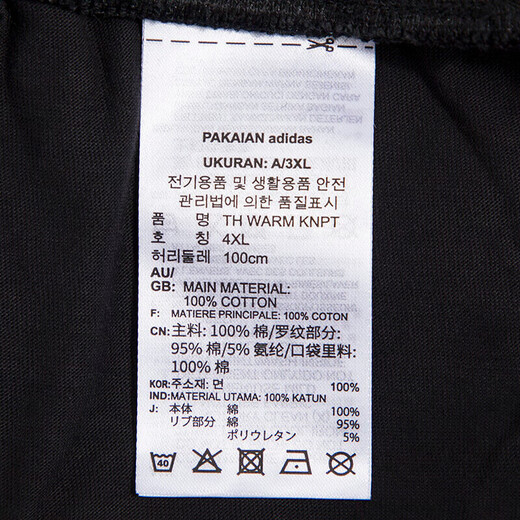 PAKAIAN adidas
UKURAN: A/3XL
전기용품 및 생활용품 안전
관리법에 의한 품질표시
품 명 TH WARM KNPT
호 칭 4XL
허리둘레 100cm
AU/
GB: MAIN MATERIAL:
100% COTTON
F: MATIERE PRINCIPALE: 100% COTON
CN: 主料: 100% 棉/罗纹部分:
95% 棉/5% 氨纶/口袋里料:
100% 棉
KOR: 주소재: 면 100%
IND: MATERIAL UTAMA: 100% KATUN
J: 本体 綿 100%
リブ部分 綿 95%
ポリウレタン 5%
40